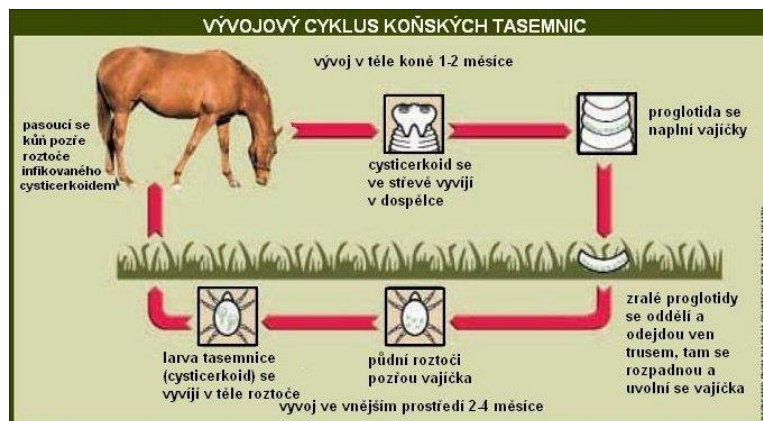 VÝVOJOVÝ CYKLUS KOŇSKÝCH TASEMNIC
vývoj v těle koně 1-2 měsíce
pasoucí se
kůň pozře
roztoče
infikovaného
cysticerkoidem
cysticerkoid se
ve střevě vyvíjí
v dospělce
proglotida se
naplní vajíčky
zralé proglotidy
se oddělí a
odejdou ven
trusem, tam se
rozpadnou a
uvolní se vajíčka
půdní roztoči
pozřou vajíčka
larva tasemnice
(cysticerkoid) se
vyvíjí v těle roztoče
vývoj ve vnějším prostředí 2-4 měsíce